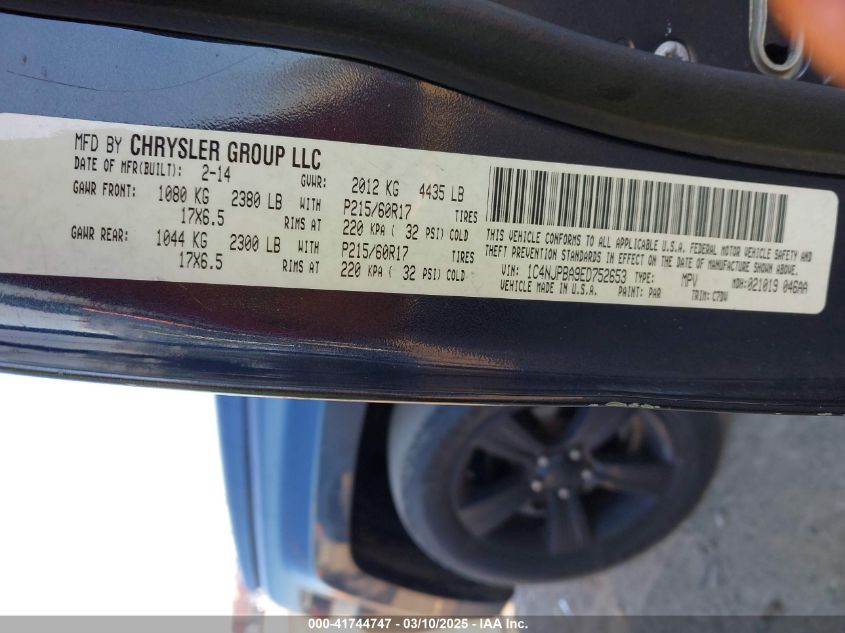 MFD BY CHRYSLER GROUP LLC
DATE OF MFR(BUILT): 2-14 GVWR: 2012 KG 4435 LB
GAWR FRONT: 1080 KG 2380 LB WITH P215/60R17 TIRES
17X6.5 RIMS AT 220 KPA ( 32 PSI) COLD
GAWR REAR: 1044 KG 2300 LB WITH P215/60R17 TIRES
17X6.5 RIMS AT 220 KPA ( 32 PSI) COLD
THIS VEHICLE CONFORMS TO ALL APPLICABLE U.S.A. FEDERAL MOTOR VEHICLE SAFETY AND
THEFT PREVENTION STANDARDS IN EFFECT ON THE DATE OF MANUFACTURE SHOWN ABOVE.
VIN: 1C4NJPBA9ED752653 TYPE: MPV MDH:021019 046AA
VEHICLE MADE IN U.S.A. PAINT: PAR TRIM: C7DV
000-41744747 - 03/10/2025 - IAA Inc.